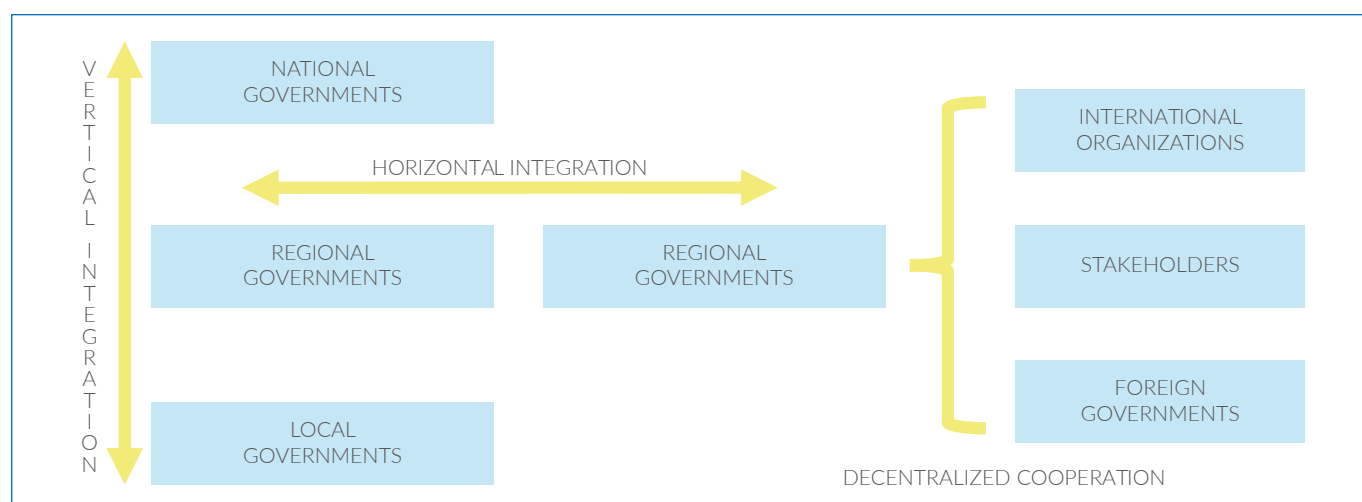 VERTICAL INTEGRATION
NATIONAL
GOVERNMENTS
INTERNATIONAL
ORGANIZATIONS
HORIZONTAL INTEGRATION
REGIONAL
GOVERNMENTS
REGIONAL
GOVERNMENTS
STAKEHOLDERS
FOREIGN
GOVERNMENTS
LOCAL
GOVERNMENTS
DECENTRALIZED COOPERATION